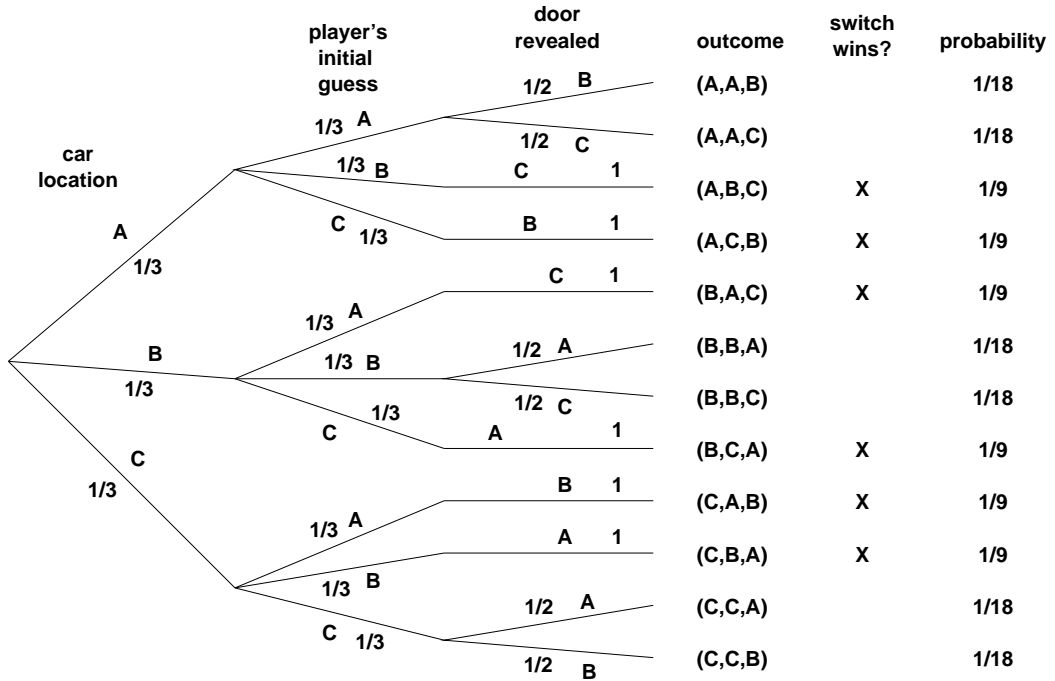 door
player's revealed outcome switch probability
initial wins?
guess
car
location
1/2 B (A,A,B) 1/18
1/3 A
1/2 C (A,A,C) 1/18
1/3 B C 1 (A,B,C) X 1/9
A 1/3
C 1/3 B 1 (A,C,B) X 1/9
1/3 A C 1 (B,A,C) X 1/9
B 1/3
1/3 B 1/2 A (B,B,A) 1/18
1/2 C (B,B,C) 1/18
C 1/3 A 1 (B,C,A) X 1/9
C 1/3
1/3 A B 1 (C,A,B) X 1/9
1/3 B A 1 (C,B,A) X 1/9
C 1/3 1/2 A (C,C,A) 1/18
1/2 B (C,C,B) 1/18